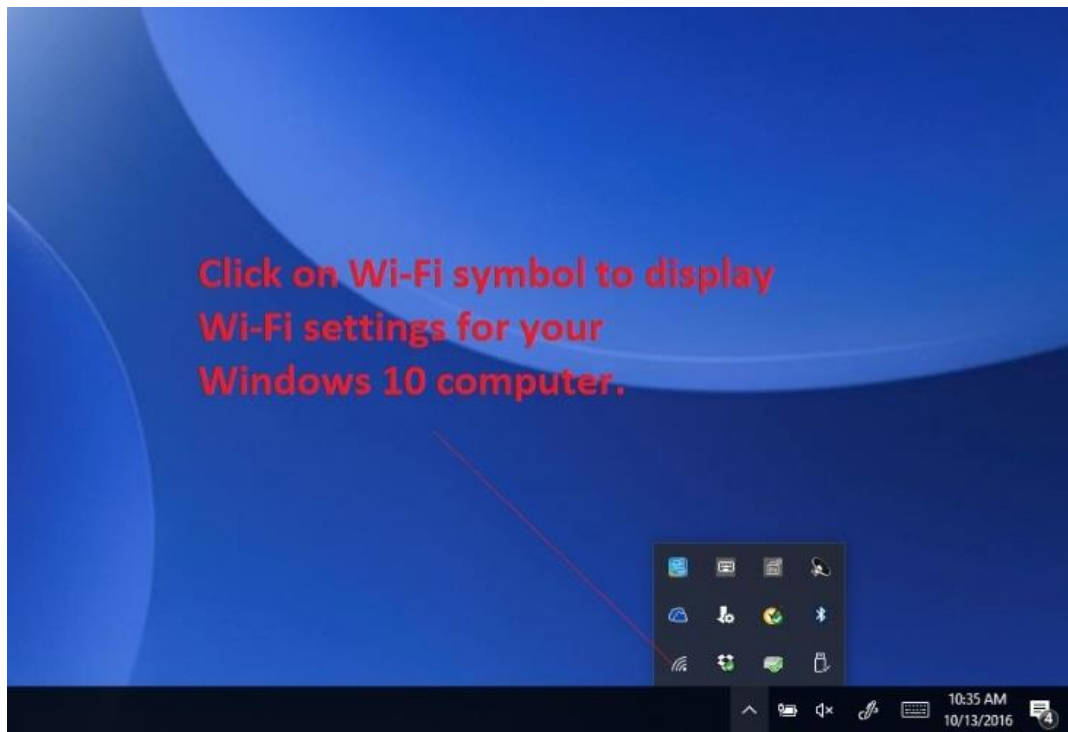 Click on Wi-Fi symbol to display
Wi-Fi settings for your
Windows 10 computer.
10:35 AM
10/13/2016
4